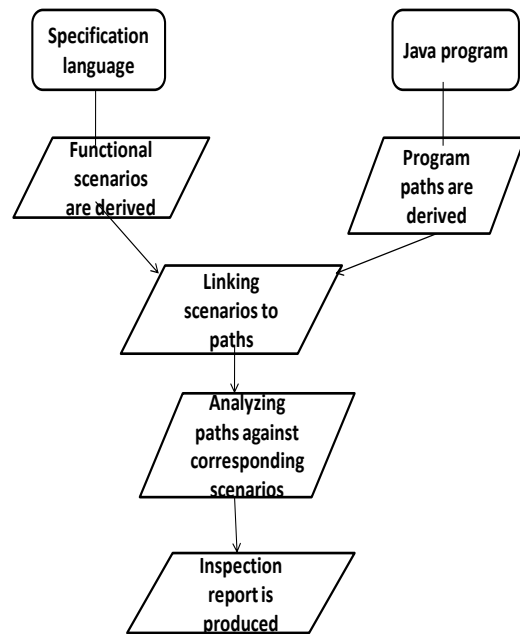 Specification
language
Java program
Functional
scenarios
are derived
Program
paths are
derived
Linking
scenarios to
paths
Analyzing
paths against
corresponding
scenarios
Inspection
report is
produced